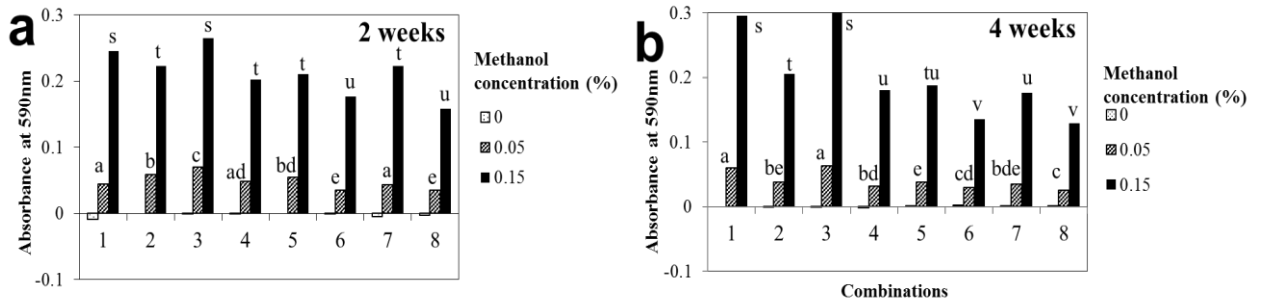 a
2 weeks
Absorbance at 590nm
0.3
0.2
0.1
0
-0.1
s
t
s
t
t
u
t
u
a
b
c
ad
bd
e
a
e
1 2 3 4 5 6 7 8
Methanol
concentration (%)
0
0.05
0.15
b
4 weeks
Absorbance at 590nm
0.3
0.2
0.1
0
-0.1
s
t
s
u
tu
v
u
v
a
be
a
bd
e
cd
bde
c
1 2 3 4 5 6 7 8
Combinations
Methanol
concentration (%)
0
0.05
0.15